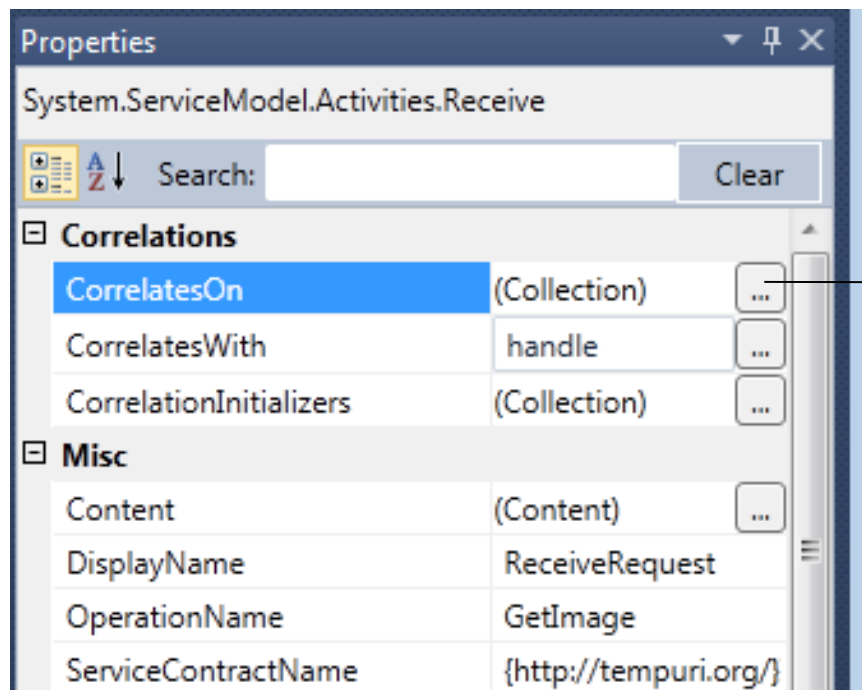 Properties
System.ServiceModel.Activities.Receive
A Z Search: Clear
Correlations
CorrelatesOn (Collection) ...
CorrelatesWith handle ...
CorrelationInitializers (Collection) ...
Misc
Content (Content) ...
DisplayName ReceiveRequest
OperationName GetImage
ServiceContractName {http://tempuri.org/}